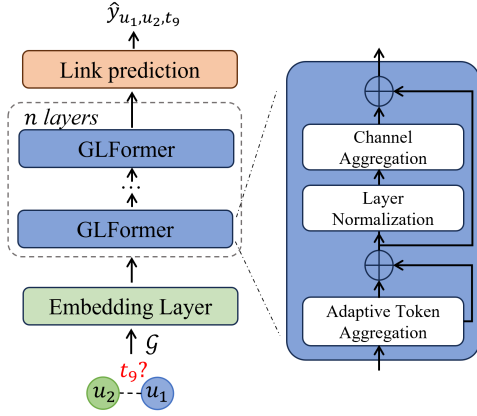 ŷ_{u₁,u₂,t₉}
Link prediction
n layers
GLFormer
...
GLFormer
Embedding Layer
𝒢
t₉?
u₂
u₁
Channel
Aggregation
Layer
Normalization
Adaptive Token
Aggregation